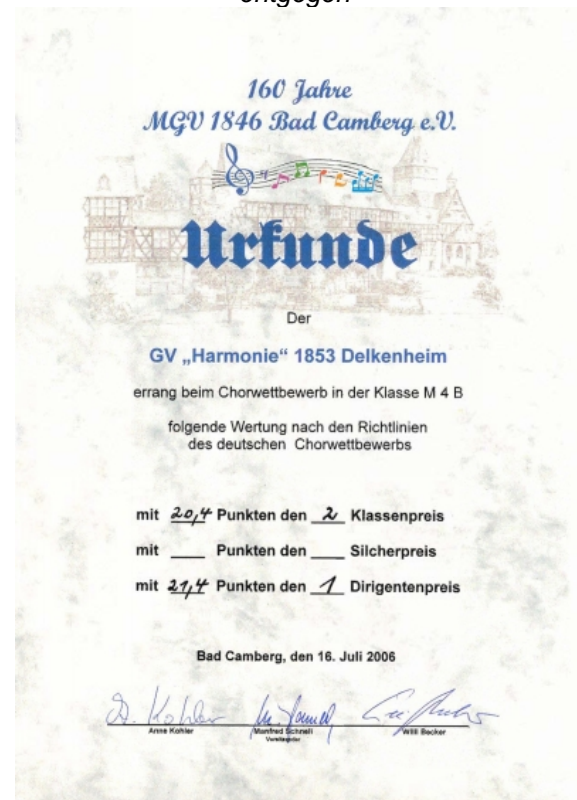 entgegen
160 Jahre
MGV 1846 Bad Camberg e.V.
Urkunde
Der
GV „Harmonie“ 1853 Delkenheim
errang beim Chorwettbewerb in der Klasse M 4 B
folgende Wertung nach den Richtlinien
des deutschen Chorwettbewerbs
mit 20,4 Punkten den 2 Klassenpreis
mit ____ Punkten den ____ Silcherpreis
mit 21,4 Punkten den 1 Dirigentenpreis
Bad Camberg, den 16. Juli 2006
A. Kohler
Anne Kohler Manfred Schnell Willi Becker